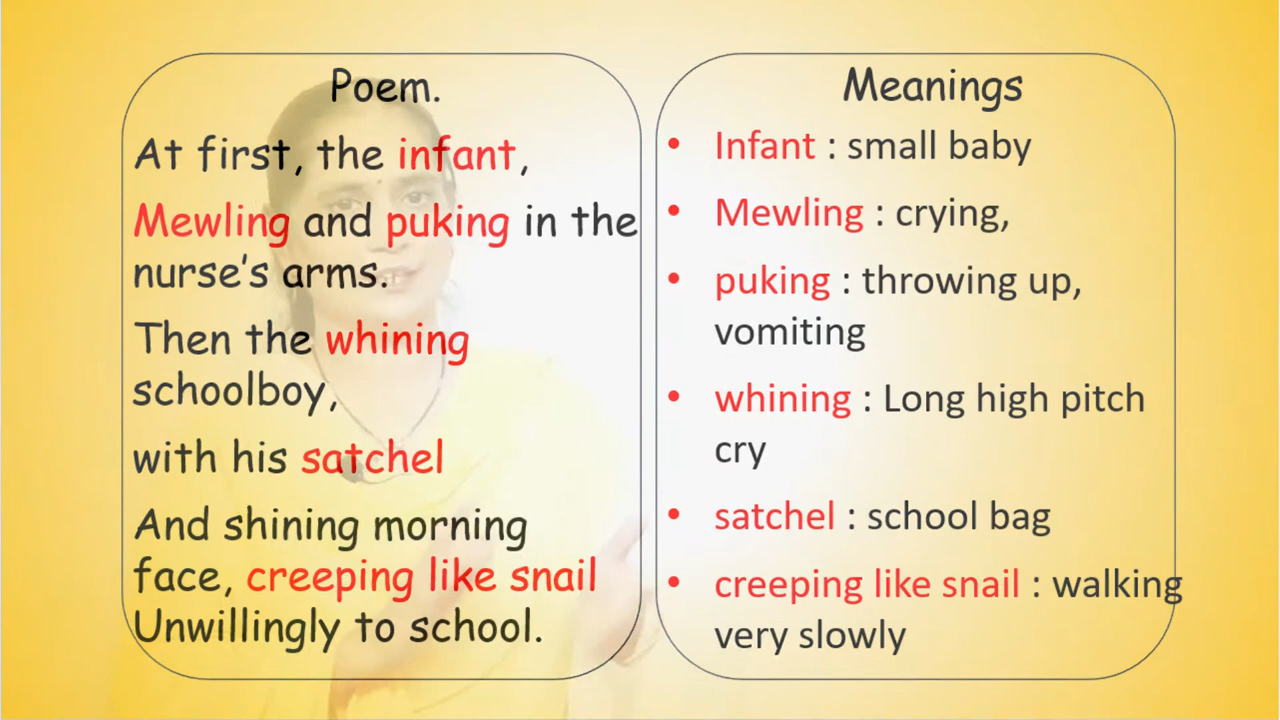 Poem.
At first, the infant,
Mewling and puking in the
nurse's arms.
Then the whining
schoolboy,
with his satchel
And shining morning
face, creeping like snail
Unwillingly to school.
Meanings
• Infant : small baby
• Mewling : crying,
• puking : throwing up,
vomiting
• whining : Long high pitch
cry
• satchel : school bag
• creeping like snail : walking
very slowly